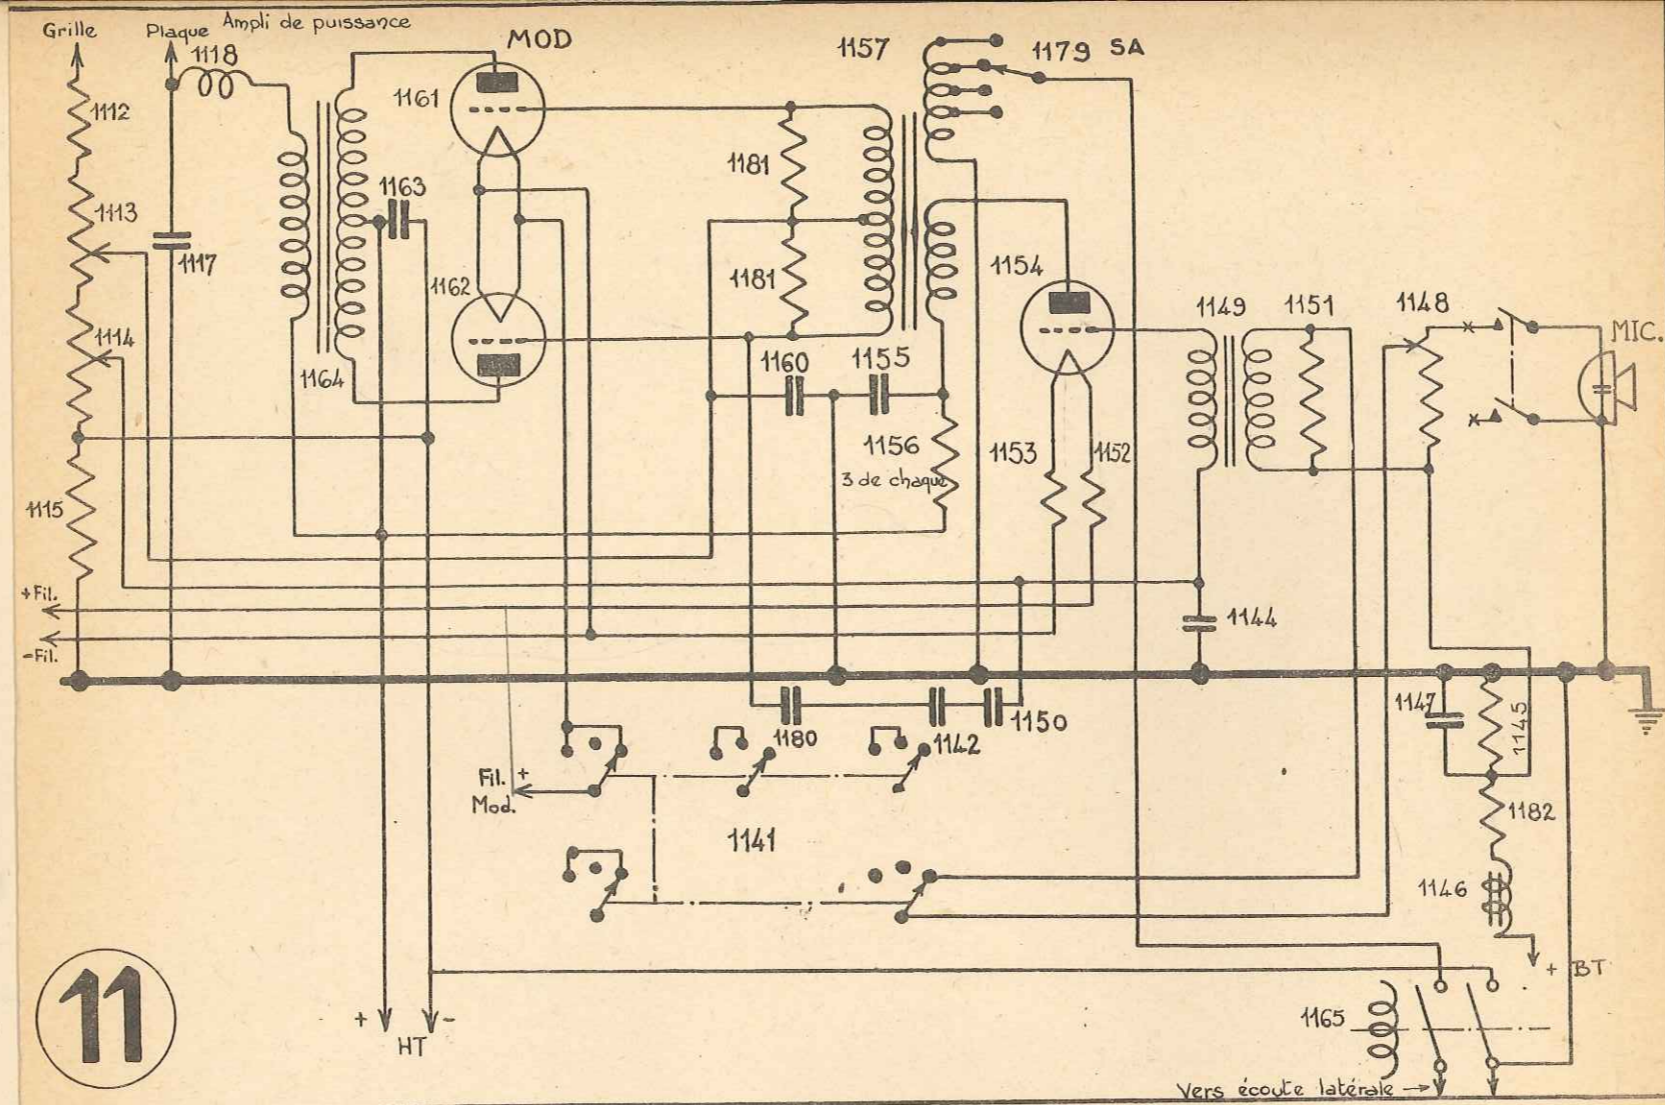 Grille
Plaque
Ampli de puissance
1118
MOD
1157
1179 SA
1112
1161
1181
1163
1113
1117
1162
1181
1154
1149
1151
1148
MIC.
1114
1164
1160
1155
1156
3 de chaque
1153
1152
1115
+ Fil.
- Fil.
1144
1180
1142
1150
1147
1145
Fil. +
Mod.
1141
1182
1146
+ BT
11
+
-
HT
1165
Vers écoute latérale